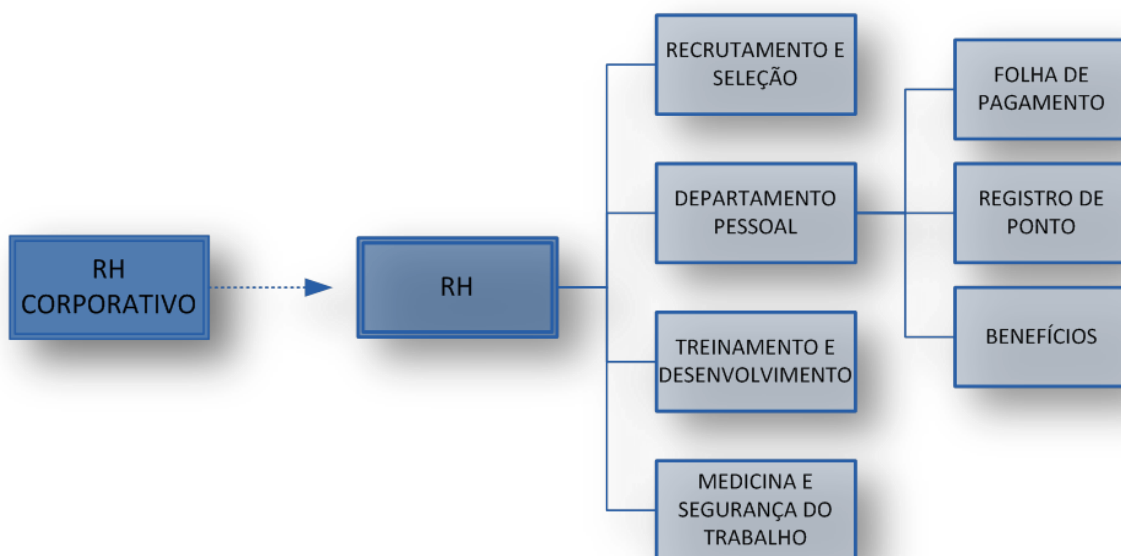 RH
CORPORATIVO
RH
RECRUTAMENTO E
SELEÇÃO
DEPARTAMENTO
PESSOAL
TREINAMENTO E
DESENVOLVIMENTO
MEDICINA E
SEGURANÇA DO
TRABALHO
FOLHA DE
PAGAMENTO
REGISTRO DE
PONTO
BENEFÍCIOS